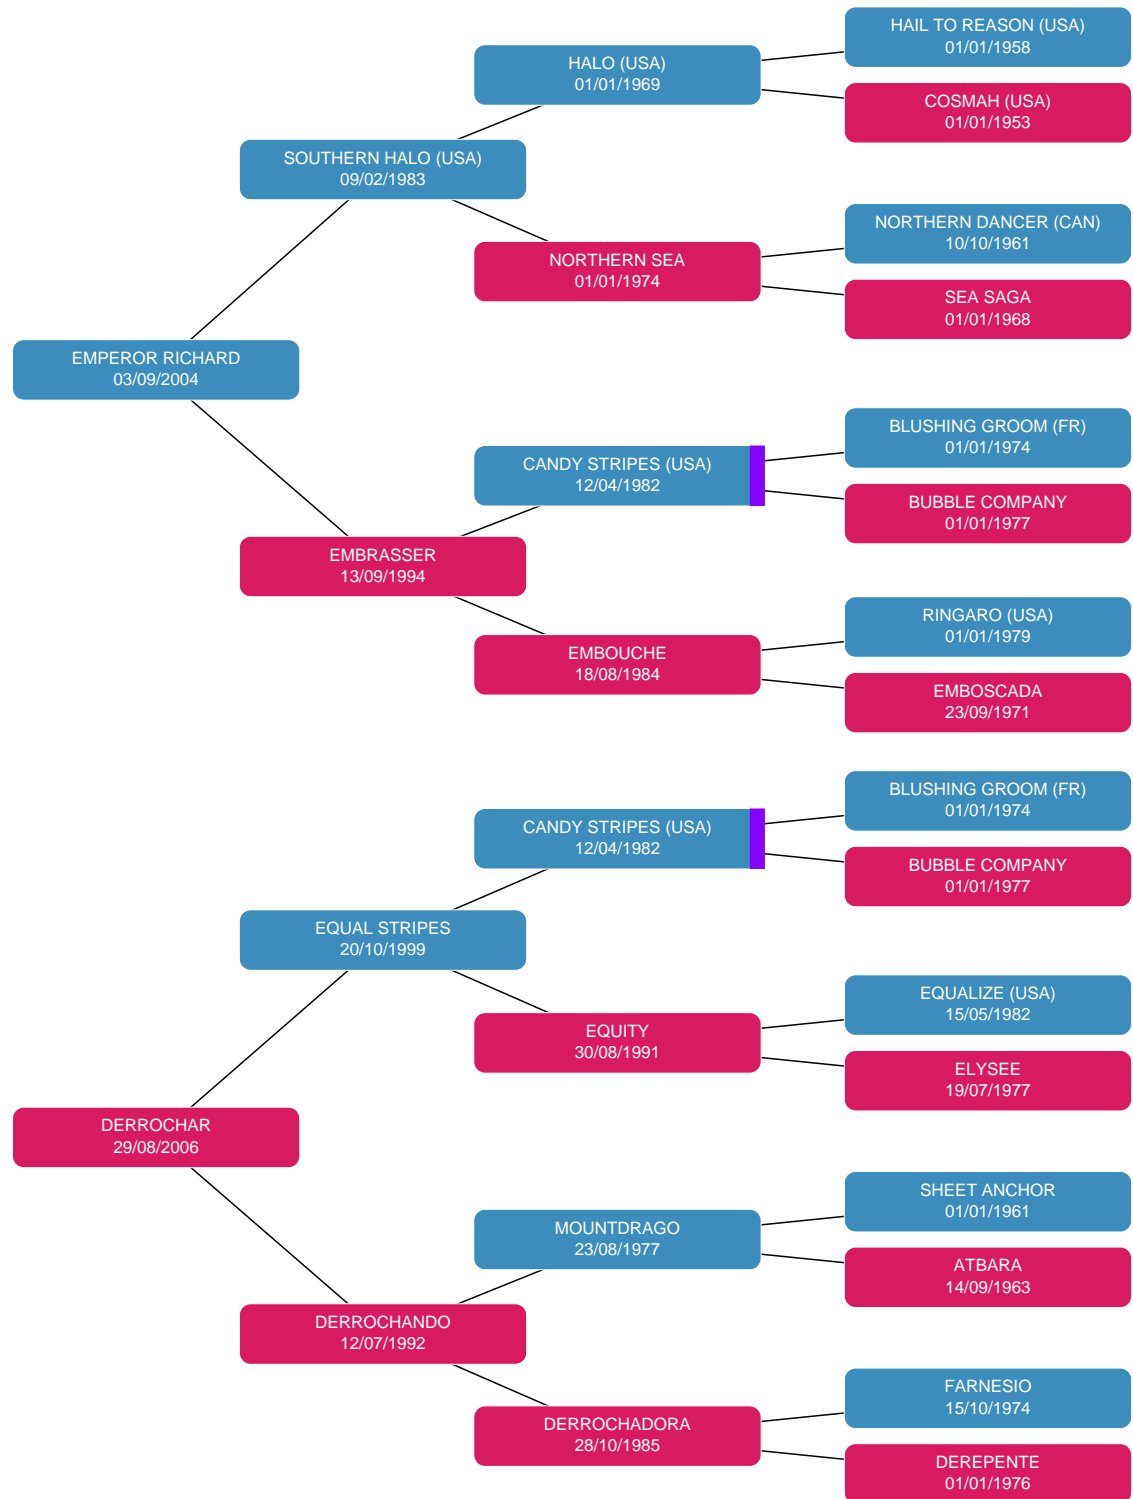 HAIL TO REASON (USA)
01/01/1958
HALO (USA)
01/01/1969
COSMAH (USA)
01/01/1953
SOUTHERN HALO (USA)
09/02/1983
NORTHERN DANCER (CAN)
10/10/1961
NORTHERN SEA
01/01/1974
SEA SAGA
01/01/1968
EMPEROR RICHARD
03/09/2004
BLUSHING GROOM (FR)
01/01/1974
CANDY STRIPES (USA)
12/04/1982
BUBBLE COMPANY
01/01/1977
EMBRASSER
13/09/1994
RINGARO (USA)
01/01/1979
EMBOUCHE
18/08/1984
EMBOSCADA
23/09/1971
BLUSHING GROOM (FR)
01/01/1974
CANDY STRIPES (USA)
12/04/1982
BUBBLE COMPANY
01/01/1977
EQUAL STRIPES
20/10/1999
EQUALIZE (USA)
15/05/1982
EQUITY
30/08/1991
ELYSEE
19/07/1977
DERROCHAR
29/08/2006
SHEET ANCHOR
01/01/1961
MOUNTDRAGO
23/08/1977
ATBARA
14/09/1963
DERROCHANDO
12/07/1992
FARNESIO
15/10/1974
DERROCHADORA
28/10/1985
DEREPENTE
01/01/1976